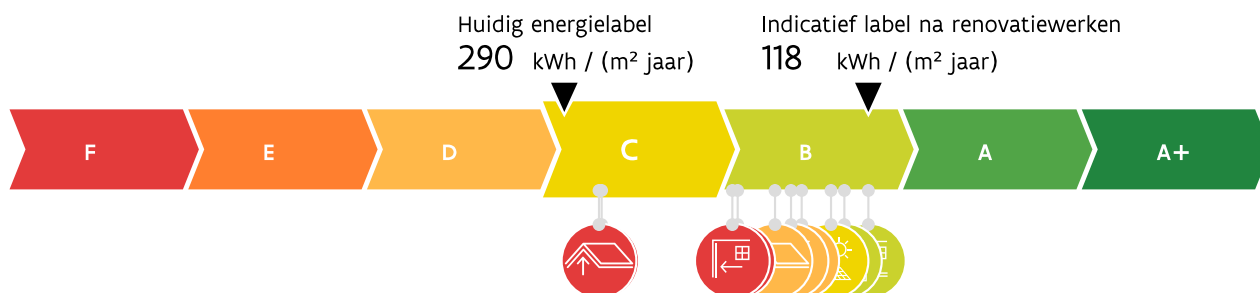 Huidig energielabel
290 kWh / (m² jaar)
Indicatief label na renovatiewerken
118 kWh / (m² jaar)
F E D C B A A+